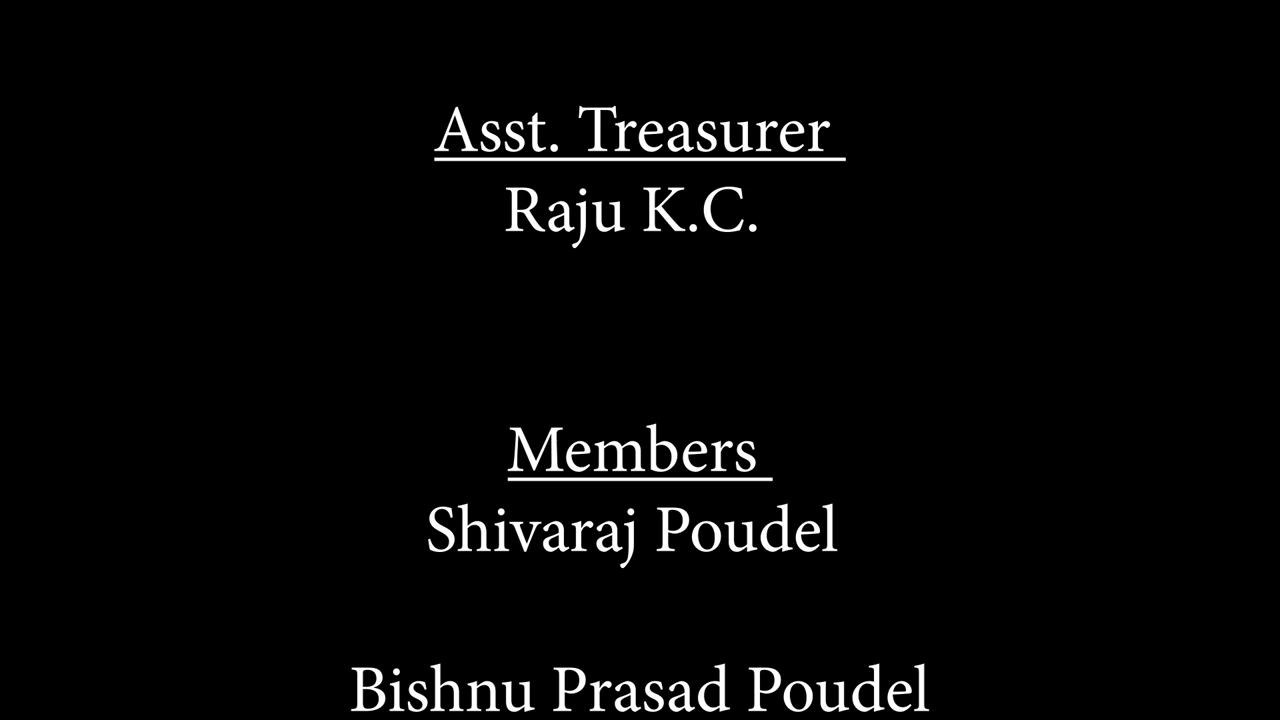 Asst. Treasurer
Raju K.C.
Members
Shivaraj Poudel
Bishnu Prasad Poudel